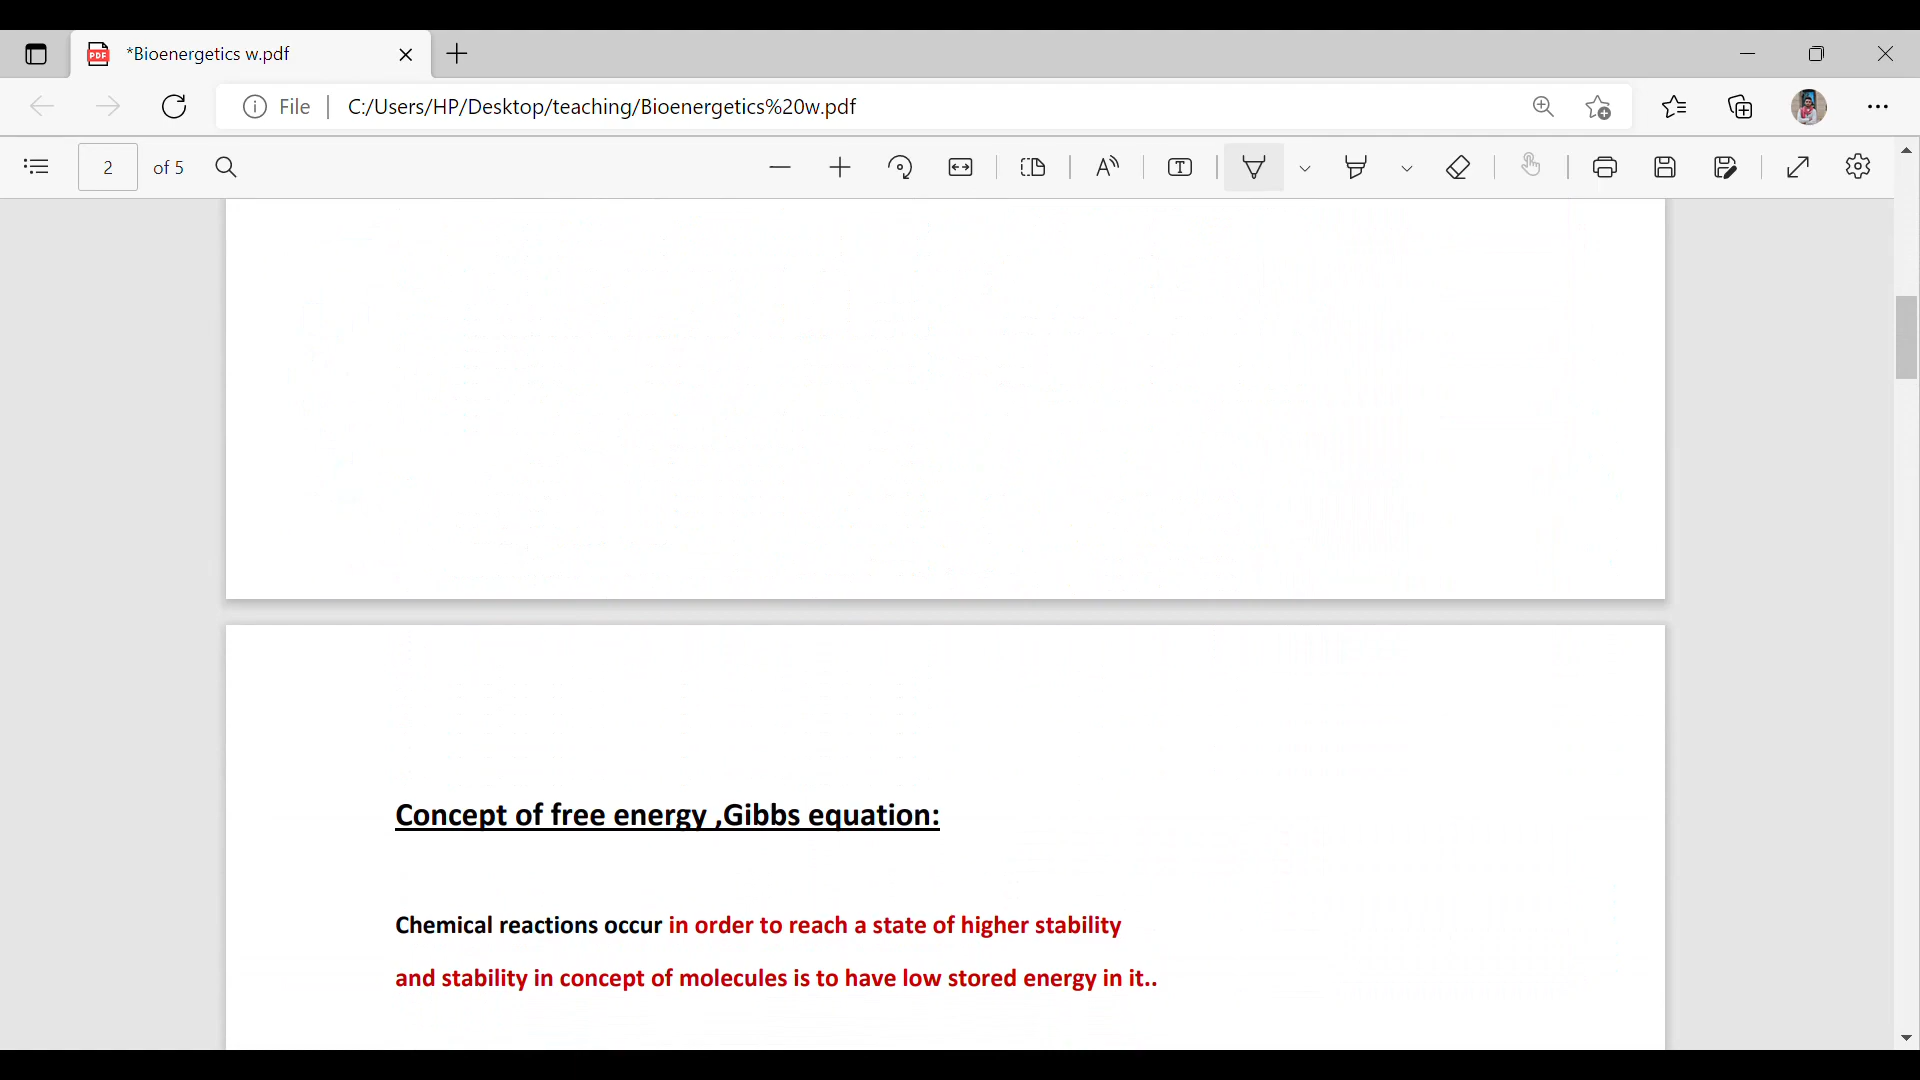 *Bioenergetics w.pdf
File | C:/Users/HP/Desktop/teaching/Bioenergetics%20w.pdf
2 of 5
Concept of free energy ,Gibbs equation:
Chemical reactions occur in order to reach a state of higher stability
and stability in concept of molecules is to have low stored energy in it..